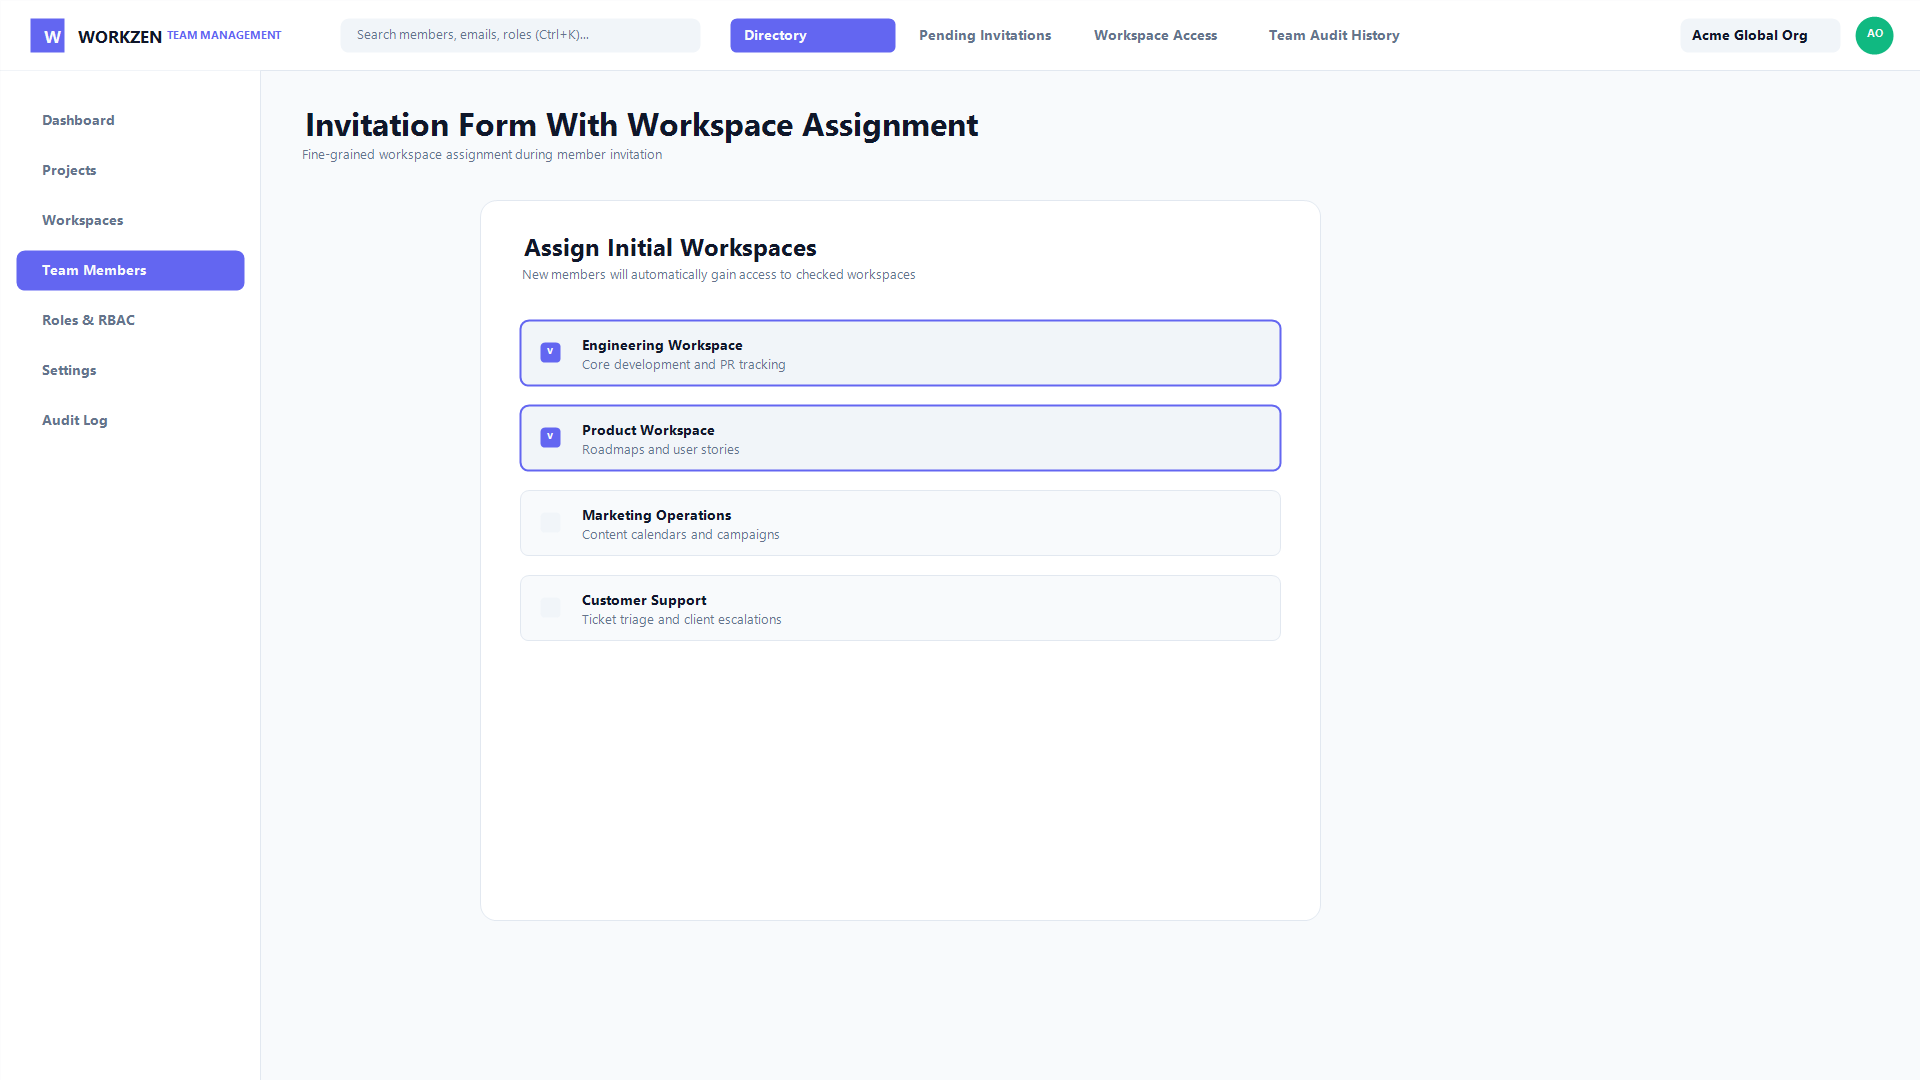 W WORKZEN TEAM MANAGEMENT
Search members, emails, roles (Ctrl+K)...
Directory
Pending Invitations
Workspace Access
Team Audit History
Acme Global Org
AO
Dashboard
Projects
Workspaces
Team Members
Roles & RBAC
Settings
Audit Log
Invitation Form With Workspace Assignment
Fine-grained workspace assignment during member invitation
Assign Initial Workspaces
New members will automatically gain access to checked workspaces
v
Engineering Workspace
Core development and PR tracking
v
Product Workspace
Roadmaps and user stories
Marketing Operations
Content calendars and campaigns
Customer Support
Ticket triage and client escalations